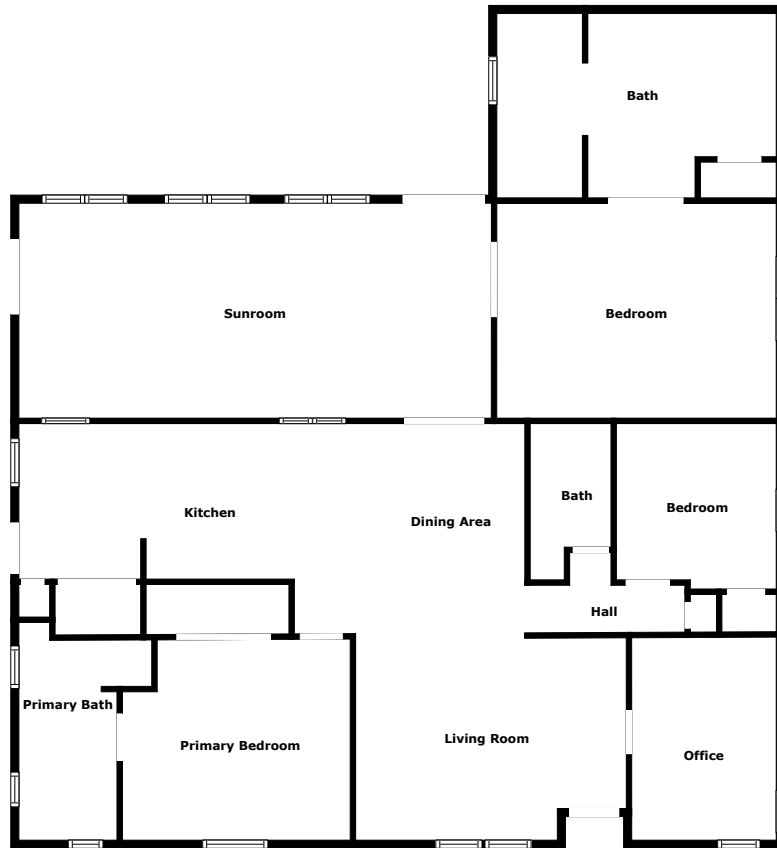 Bath
Sunroom
Bedroom
Kitchen
Dining Area
Bath
Bedroom
Hall
Primary Bath
Primary Bedroom
Living Room
Office